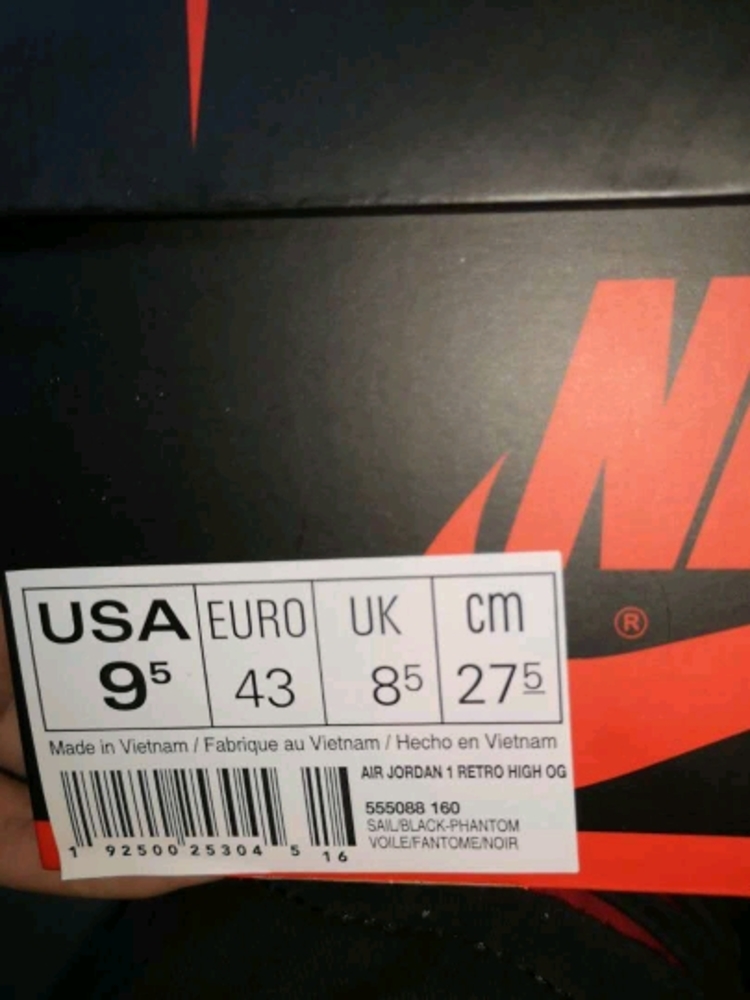 NI
®
USA EURO UK cm
9⁵ 43 8⁵ 27⁵
Made in Vietnam / Fabrique au Vietnam / Hecho en Vietnam
AIR JORDAN 1 RETRO HIGH OG
555088 160
SAIL/BLACK-PHANTOM
VOILE/FANTOME/NOIR
1 92500 25304 5 16